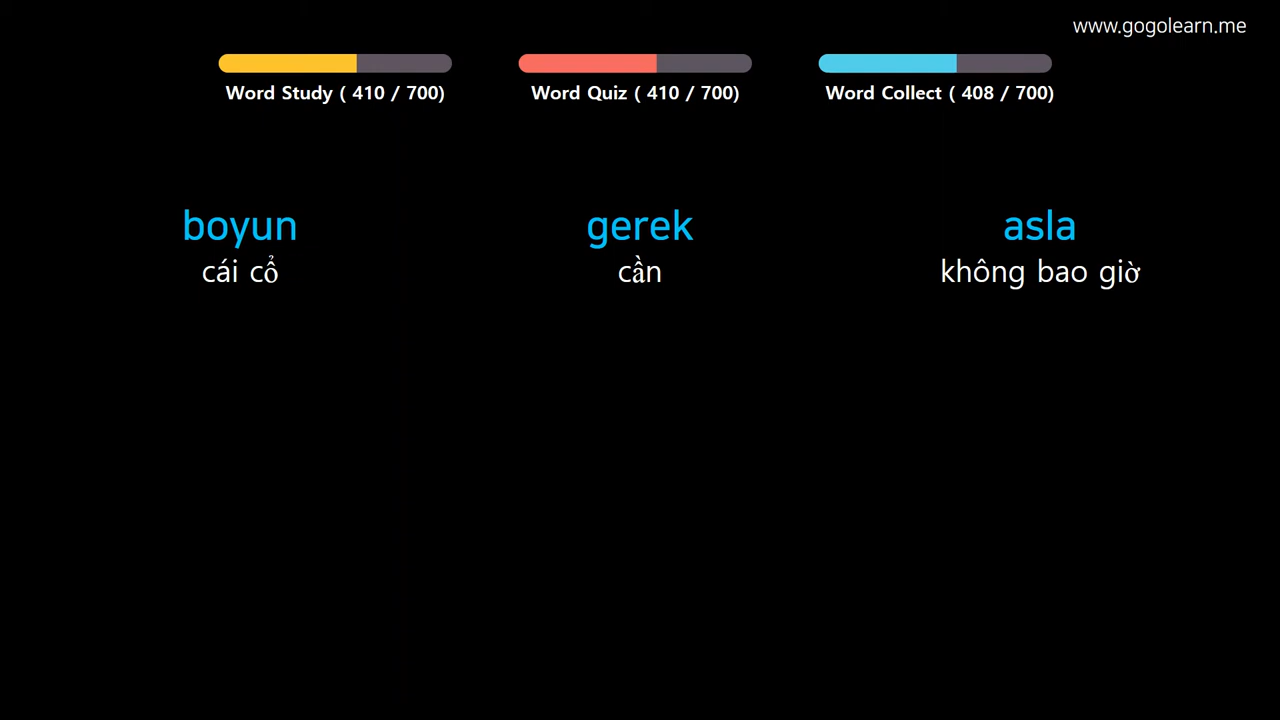 www.gogolearn.me
Word Study ( 410 / 700)
Word Quiz ( 410 / 700)
Word Collect ( 408 / 700)
boyun
cái cổ
gerek
cần
asla
không bao giờ